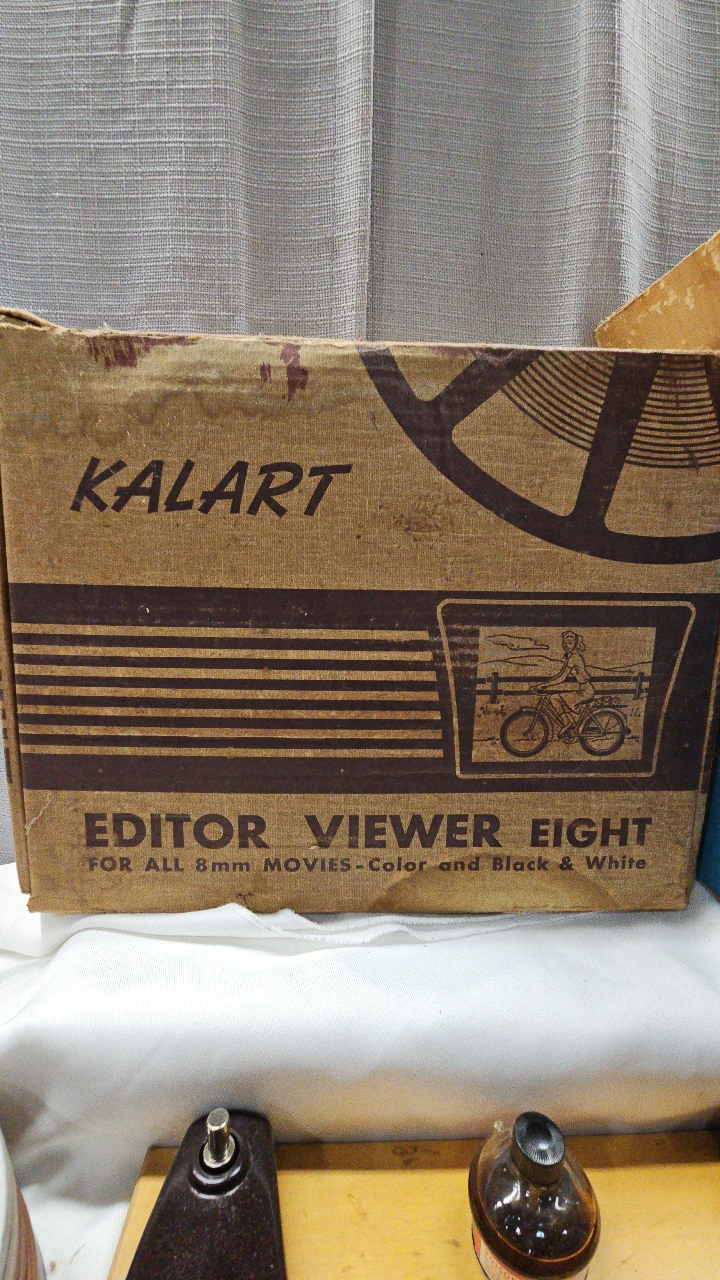 KALART
EDITOR VIEWER EIGHT
FOR ALL 8mm MOVIES-Color and Black & White